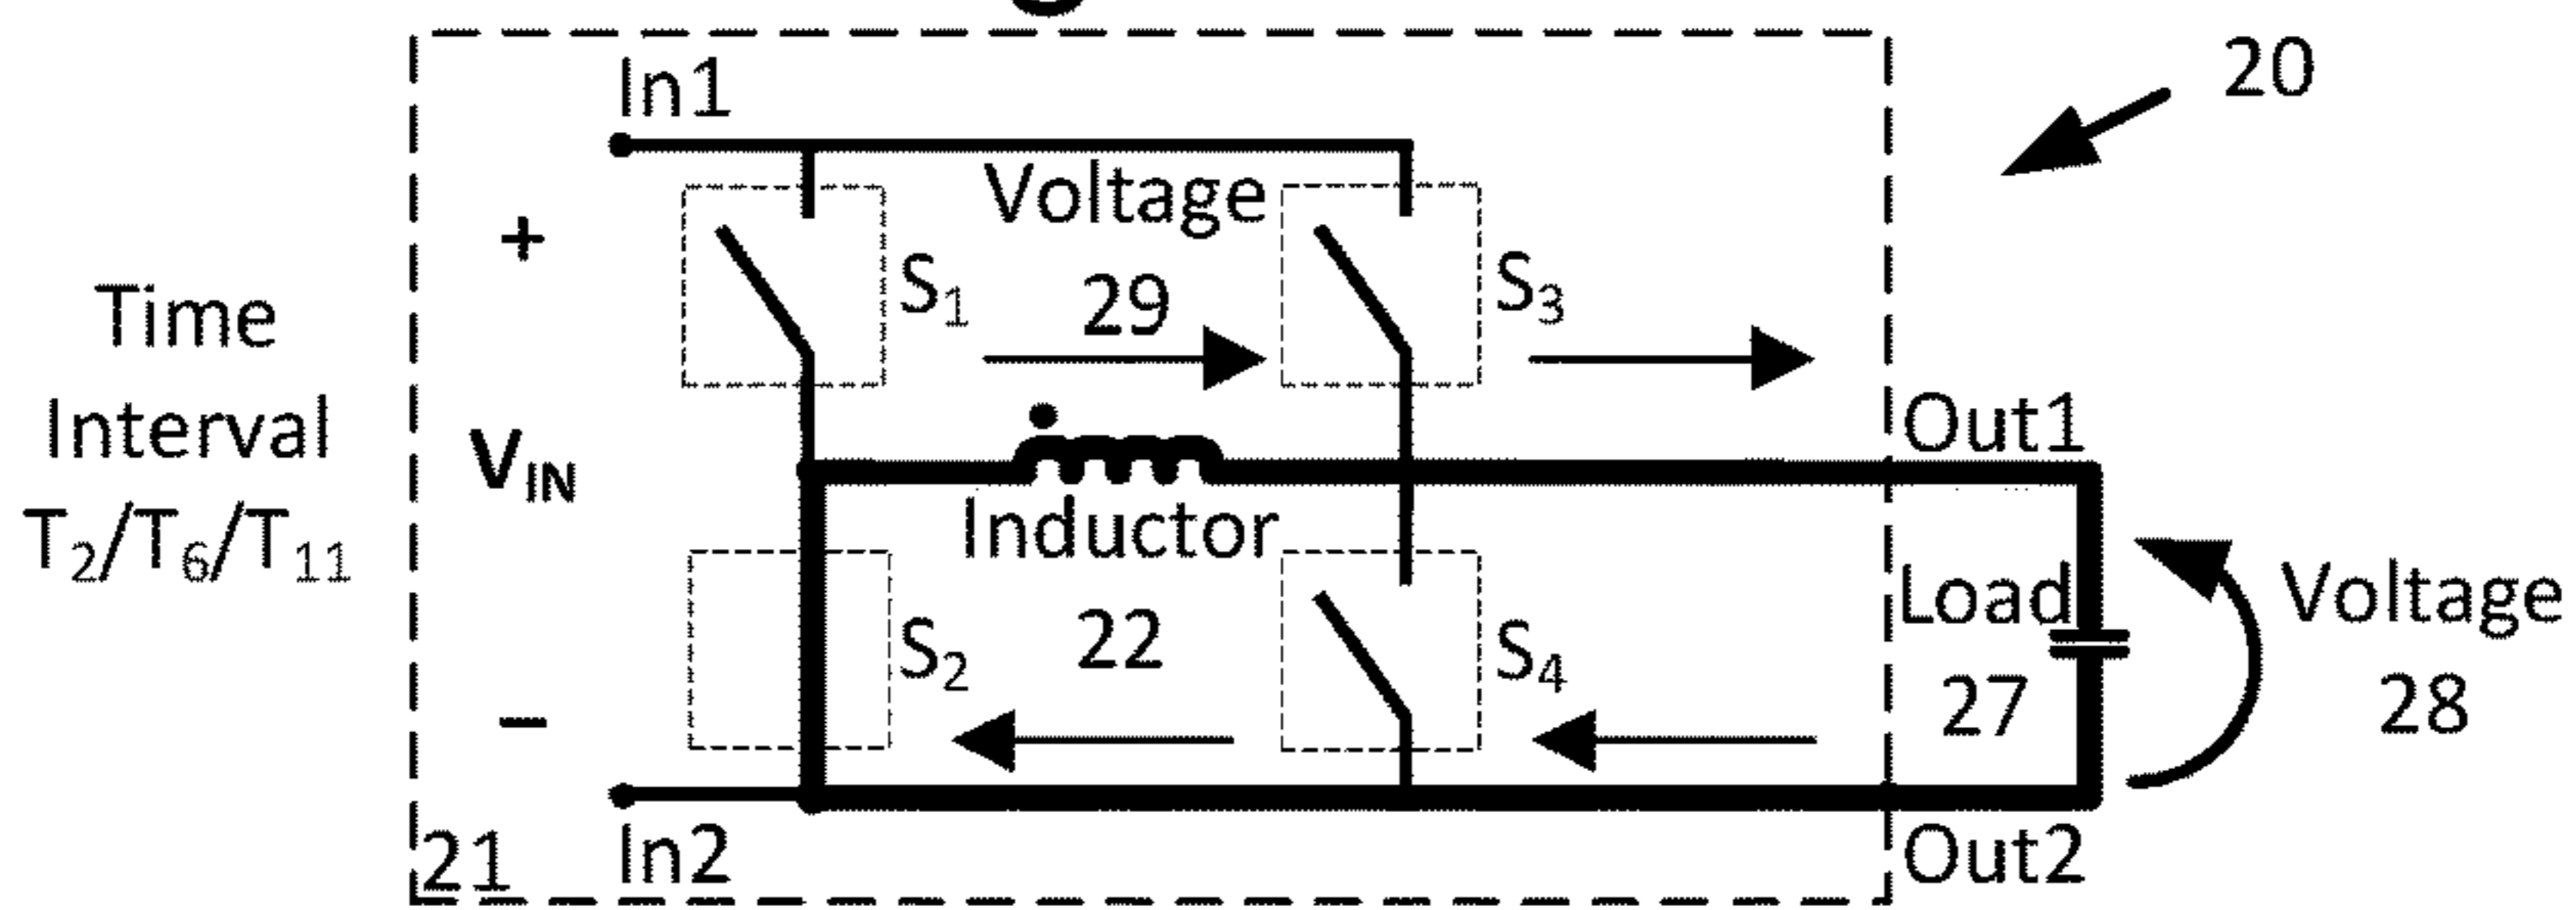 20
In1
Voltage
29
+
S1
S3
Time
Interval
T2/T6/T11
VIN
Out1
Inductor
22
S2
S4
Load
27
Voltage
28
−
21
In2
Out2